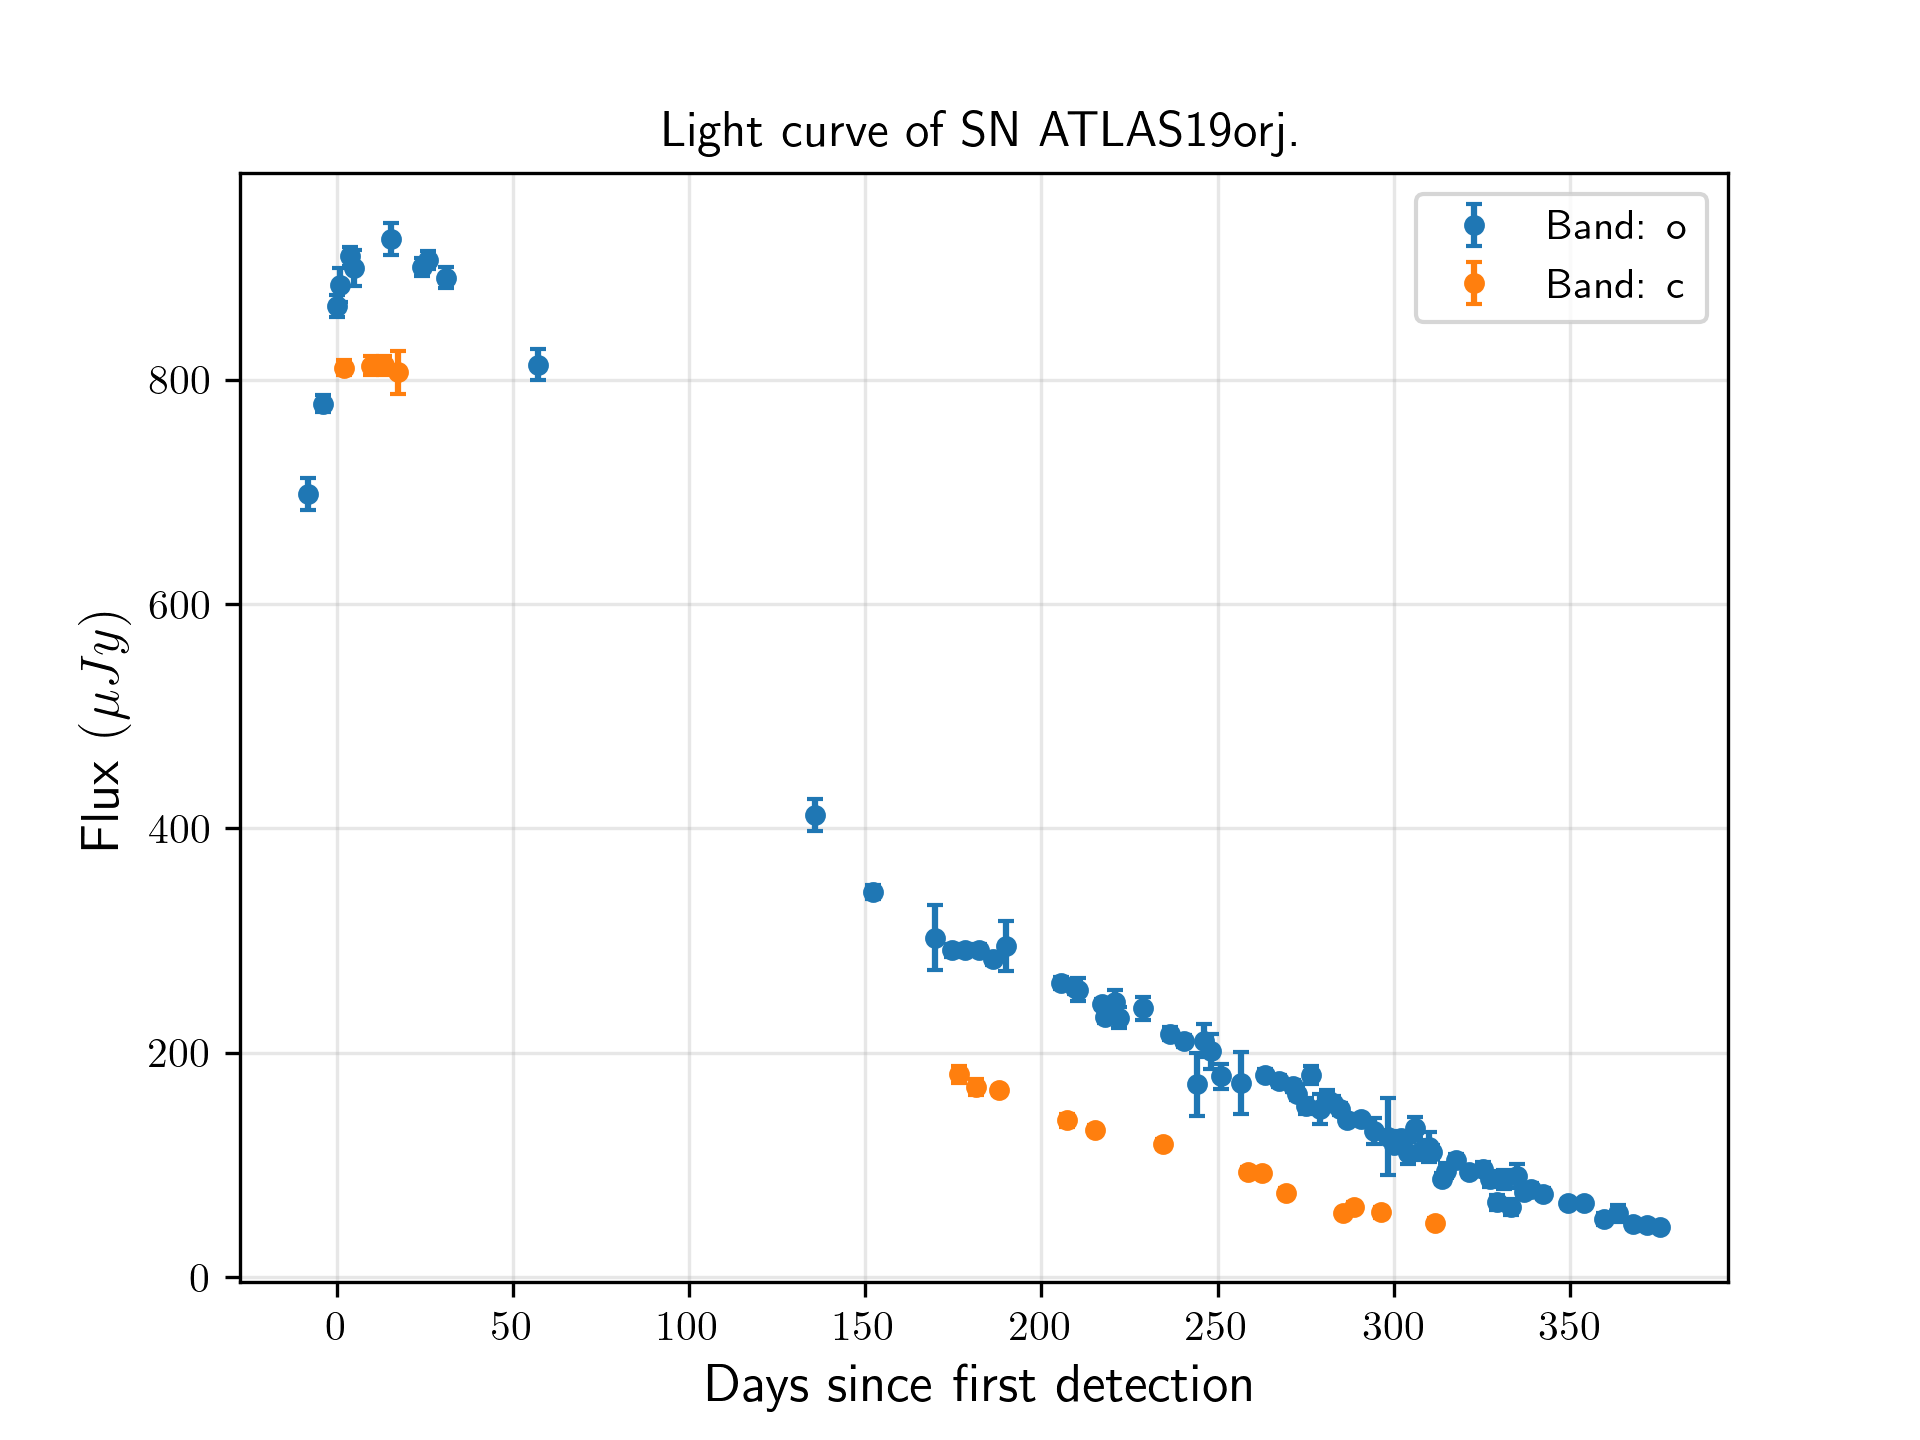 Light curve of SN ATLAS19orj.
Band: o
Band: c
800
600
400
200
0
Flux (μJy)
0 50 100 150 200 250 300 350
Days since first detection